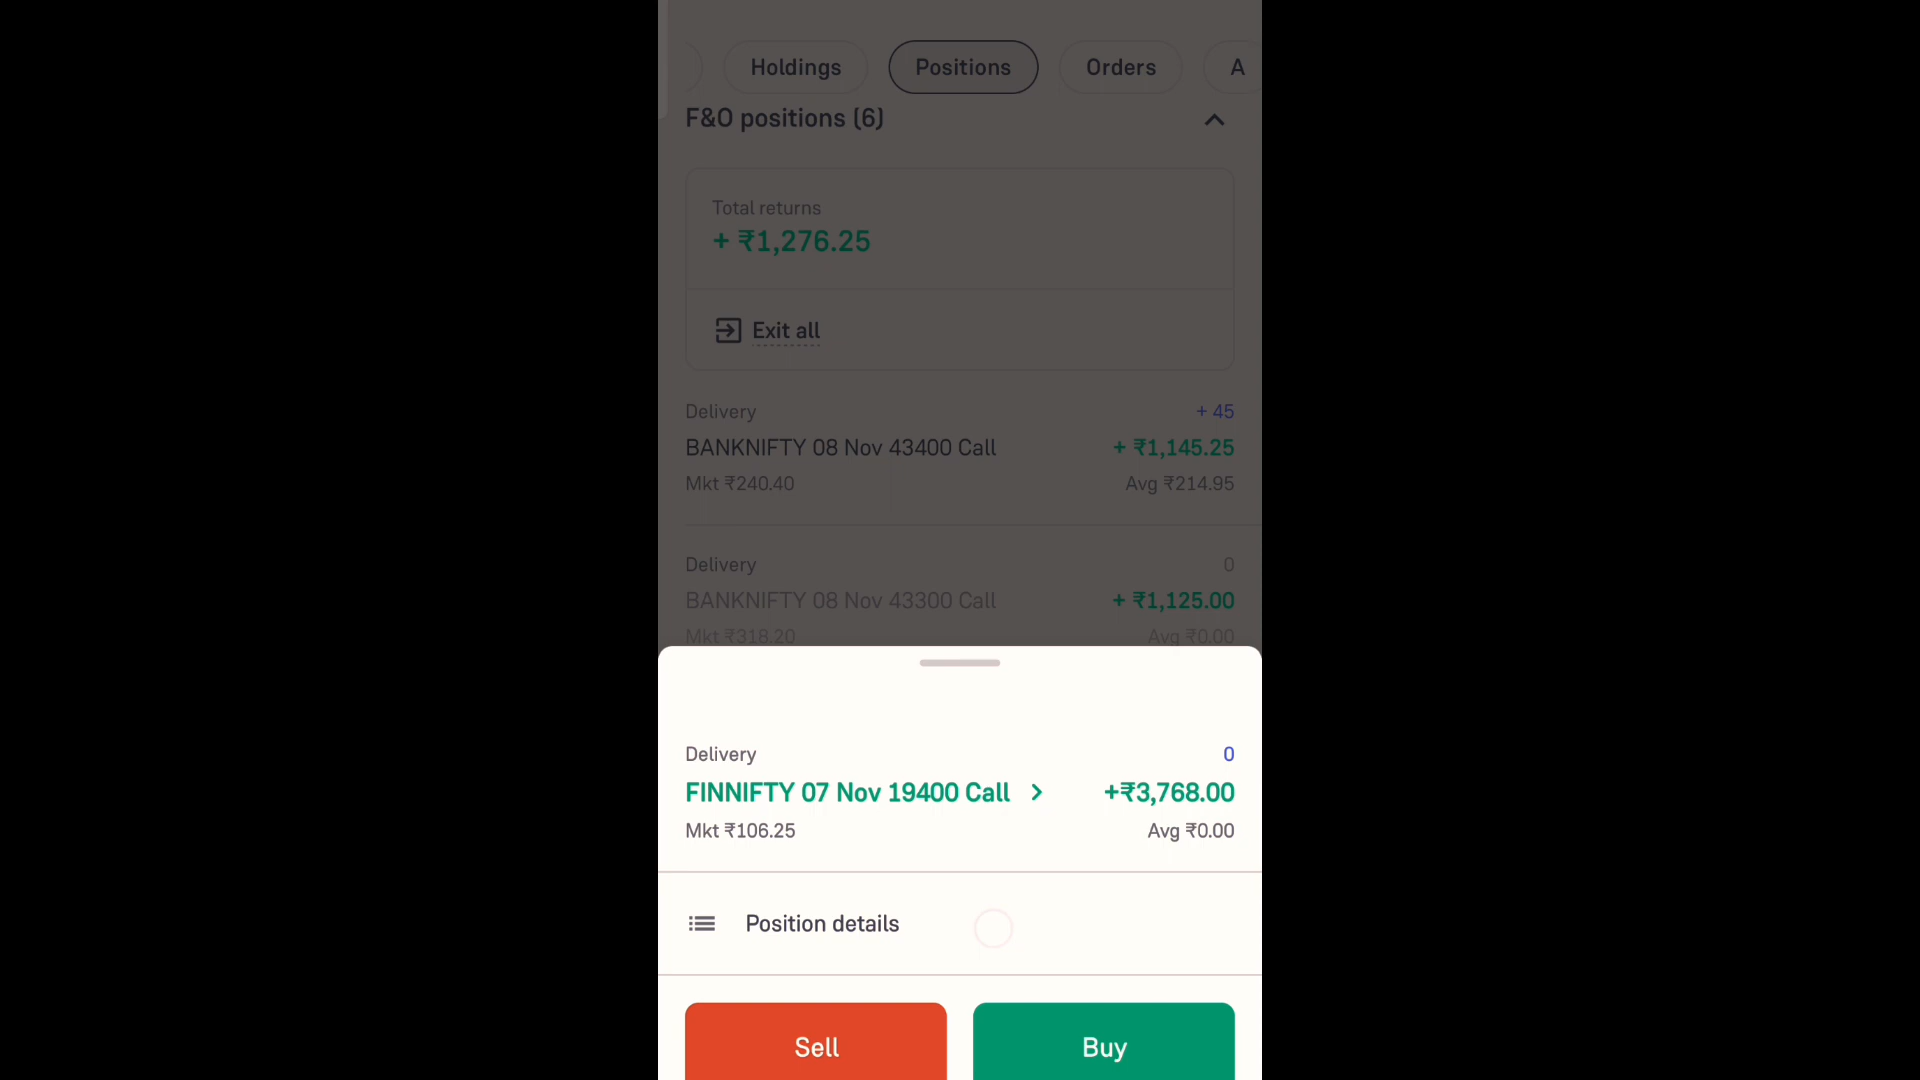 Holdings
Positions
Orders
A
F&O positions (6)
Total returns
+ ₹1,276.25
Exit all
Delivery
+ 45
BANKNIFTY 08 Nov 43400 Call
+ ₹1,145.25
Mkt ₹240.40
Avg ₹214.95
Delivery
0
BANKNIFTY 08 Nov 43300 Call
+ ₹1,125.00
Mkt ₹318.20
Avg ₹0.00
Delivery
0
FINNIFTY 07 Nov 19400 Call
+₹3,768.00
Mkt ₹106.25
Avg ₹0.00
Position details
Sell
Buy